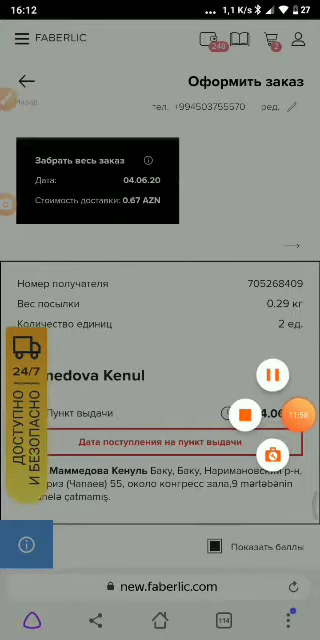 16:12
1,1 K/s
27
FABERLIC
248
2
Назад
Оформить заказ
тел. +994503755570 ред.
Забрать весь заказ
Дата: 04.06.20
Стоимость доставки: 0.67 AZN
Номер получателя 705268409
Вес посылки 0.29 кг
Количество единиц 2 ед.
24/7
ДОСТУПНО
И БЕЗОПАСНО
medova Kenul
Пункт выдачи
11:58
Дата поступления на пункт выдачи
Маммедова Кенуль Баку, Баку, Наримановский р-н.
55, около конгресс зала,9 mərtəbənin
çatmamış.
Показать баллы
new.faberlic.com
114